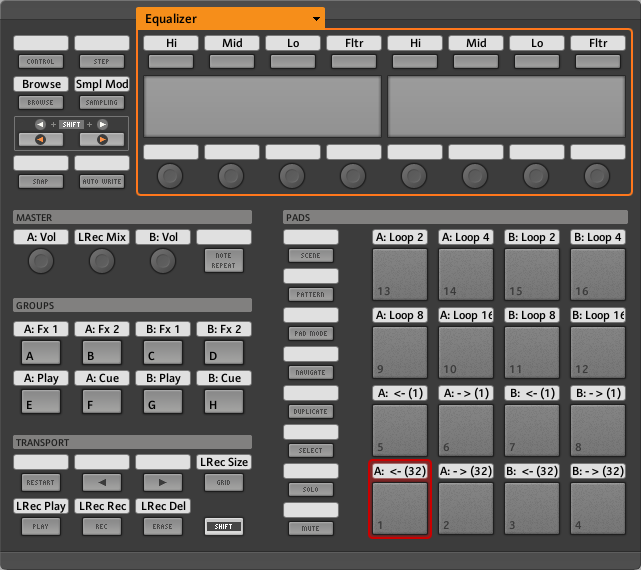 Equalizer
Hi Mid Lo Fltr Hi Mid Lo Fltr
CONTROL STEP
Browse Smpl Mod
BROWSE SAMPLING
+ SHIFT +
SNAP AUTO WRITE
MASTER
A: Vol LRec Mix B: Vol
NOTE
REPEAT
GROUPS
A: Fx 1 A: Fx 2 B: Fx 1 B: Fx 2
A B C D
A: Play A: Cue B: Play B: Cue
E F G H
TRANSPORT
LRec Size
RESTART GRID
LRec Play LRec Rec LRec Del
PLAY REC ERASE SHIFT
PADS
SCENE
PATTERN
PAD MODE
NAVIGATE
DUPLICATE
SELECT
SOLO
MUTE
A: Loop 2 A: Loop 4 B: Loop 2 B: Loop 4
13 14 15 16
A: Loop 8 A: Loop 16 B: Loop 8 B: Loop 16
9 10 11 12
A: <- (1) A: -> (1) B: <- (1) B: -> (1)
5 6 7 8
A: <- (32) A: -> (32) B: <- (32) B: -> (32)
1 2 3 4